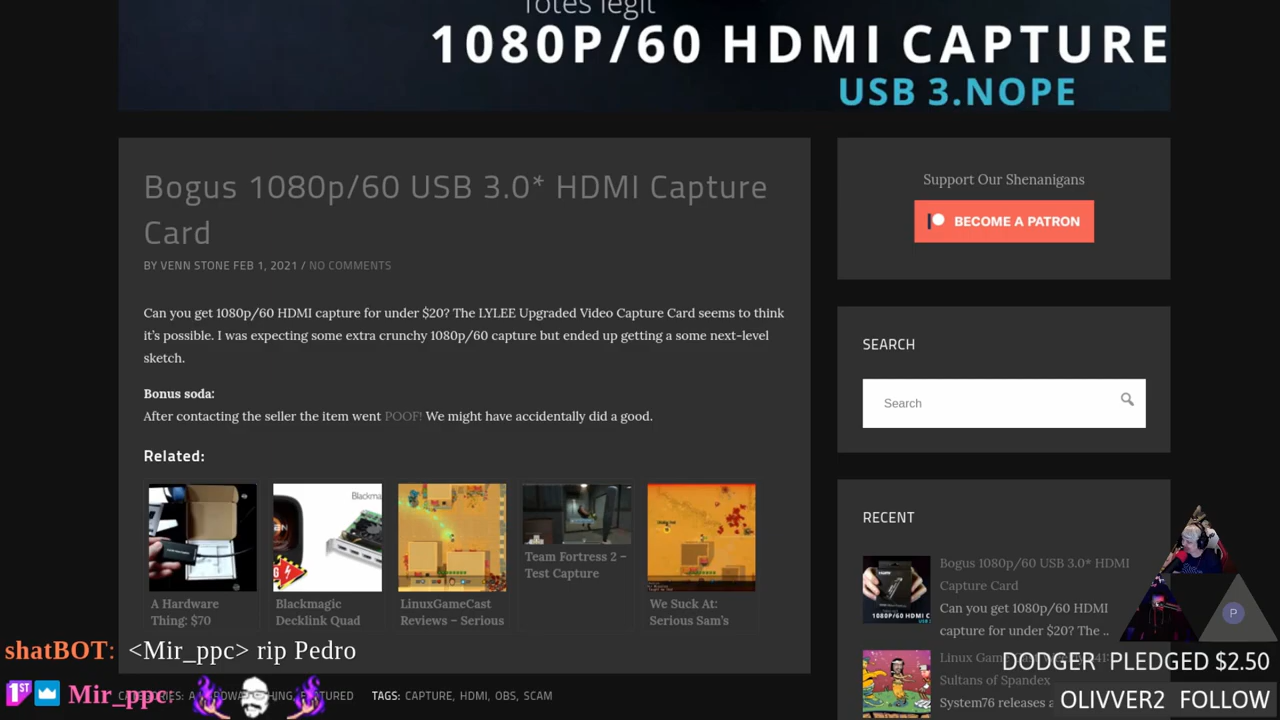 Totes legit
1080P/60 HDMI CAPTURE
USB 3.NOPE
Bogus 1080p/60 USB 3.0* HDMI Capture
Card
BY VENN STONE FEB 1, 2021 / NO COMMENTS
Can you get 1080p/60 HDMI capture for under $20? The LYLEE Upgraded Video Capture Card seems to think
it's possible. I was expecting some extra crunchy 1080p/60 capture but ended up getting a some next-level
sketch.
Bonus soda:
After contacting the seller the item went POOF! We might have accidentally did a good.
Related:
Blackma
A Hardware
Thing: $70
Blackmagic
Decklink Quad
LinuxGameCast
Reviews – Serious
Team Fortress 2 –
Test Capture
We Suck At:
Serious Sam's
TAGS: CAPTURE, HDMI, OBS, SCAM
Support Our Shenanigans
BECOME A PATRON
SEARCH
Search
RECENT
Bogus 1080p/60 USB 3.0* HDMI
Capture Card
Can you get 1080p/60 HDMI
capture for under $20? The ..
Linux Gam
Sultans of Spandex
System76 releases a
P
shatBOT: <Mir_ppc> rip Pedro
1ST Mir_ppc:
DODGER PLEDGED $2.50
OLIVVER2 FOLLOW